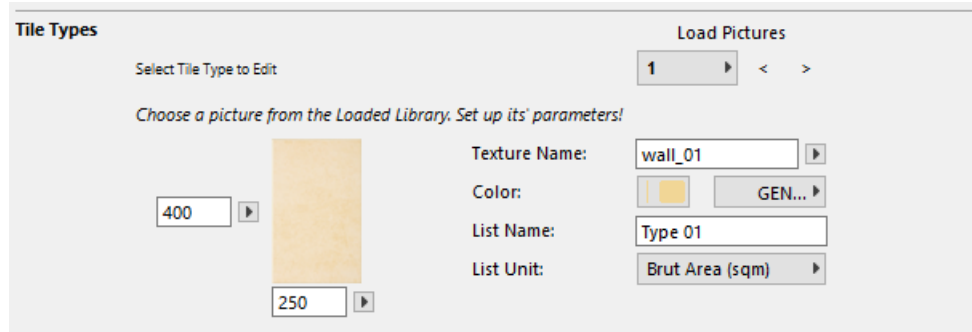 Tile Types
Load Pictures
Select Tile Type to Edit
1 < >
Choose a picture from the Loaded Library. Set up its' parameters!
Texture Name: wall_01
Color: GEN...
400
List Name: Type 01
List Unit: Brut Area (sqm)
250